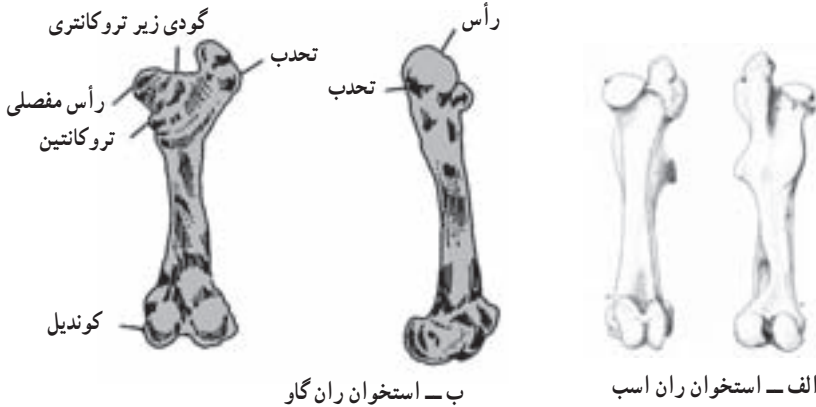 رأس
گودی زیر تروکانتری
تحدب
تحدب
رأس مفصلی
تروکانتین
کوندیل
الف ــ استخوان ران اسب
ب ــ استخوان ران گاو